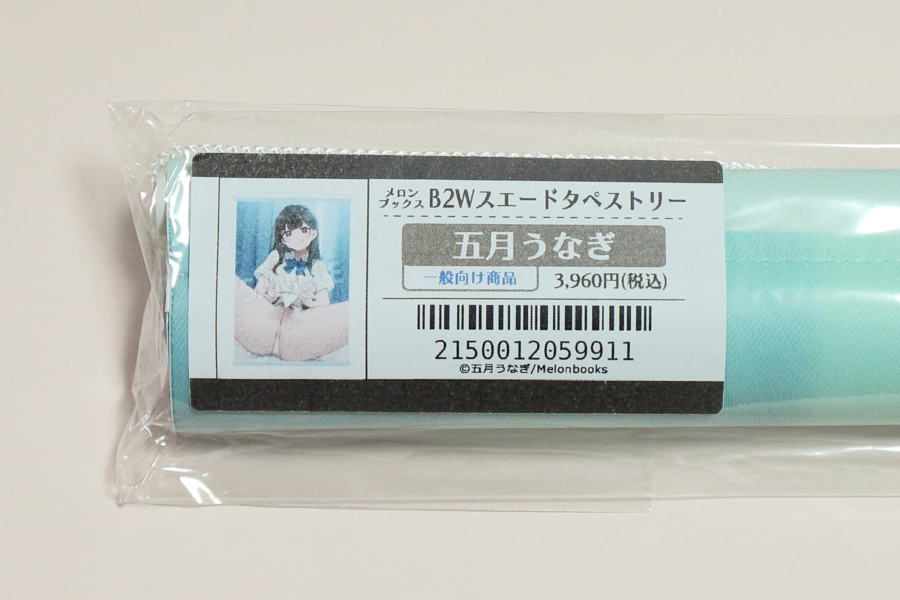 メロンブックス B2Wスエードタペストリー
五月うなぎ
一般向け商品 3,960円(税込)
2150012059911
©五月うなぎ/Melonbooks